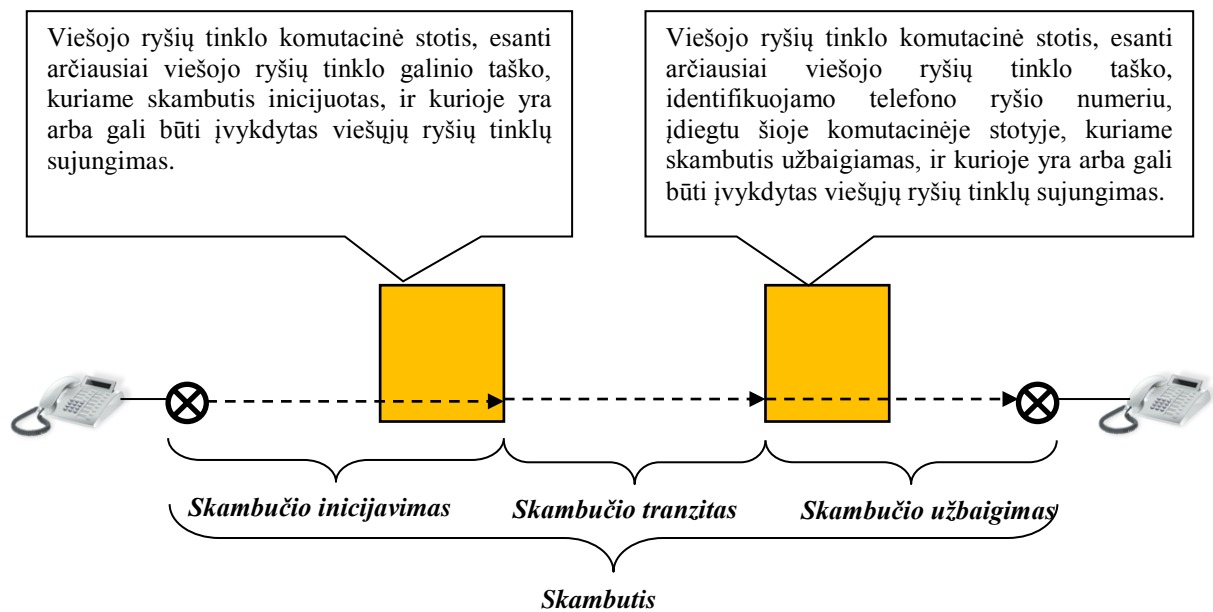 Viešojo ryšių tinklo komutacinė stotis, esanti
arčiausiai viešojo ryšių tinklo galinio taško,
kuriame skambutis inicijuotas, ir kurioje yra
arba gali būti įvykdytas viešųjų ryšių tinklų
sujungimas.
Viešojo ryšių tinklo komutacinė stotis, esanti
arčiausiai viešojo ryšių tinklo taško,
identifikuojamo telefono ryšio numeriu,
įdiegtu šioje komutacinėje stotyje, kuriame
skambutis užbaigiamas, ir kurioje yra arba gali
būti įvykdytas viešųjų ryšių tinklų sujungimas.
Skambučio inicijavimas
Skambučio tranzitas
Skambučio užbaigimas
Skambutis